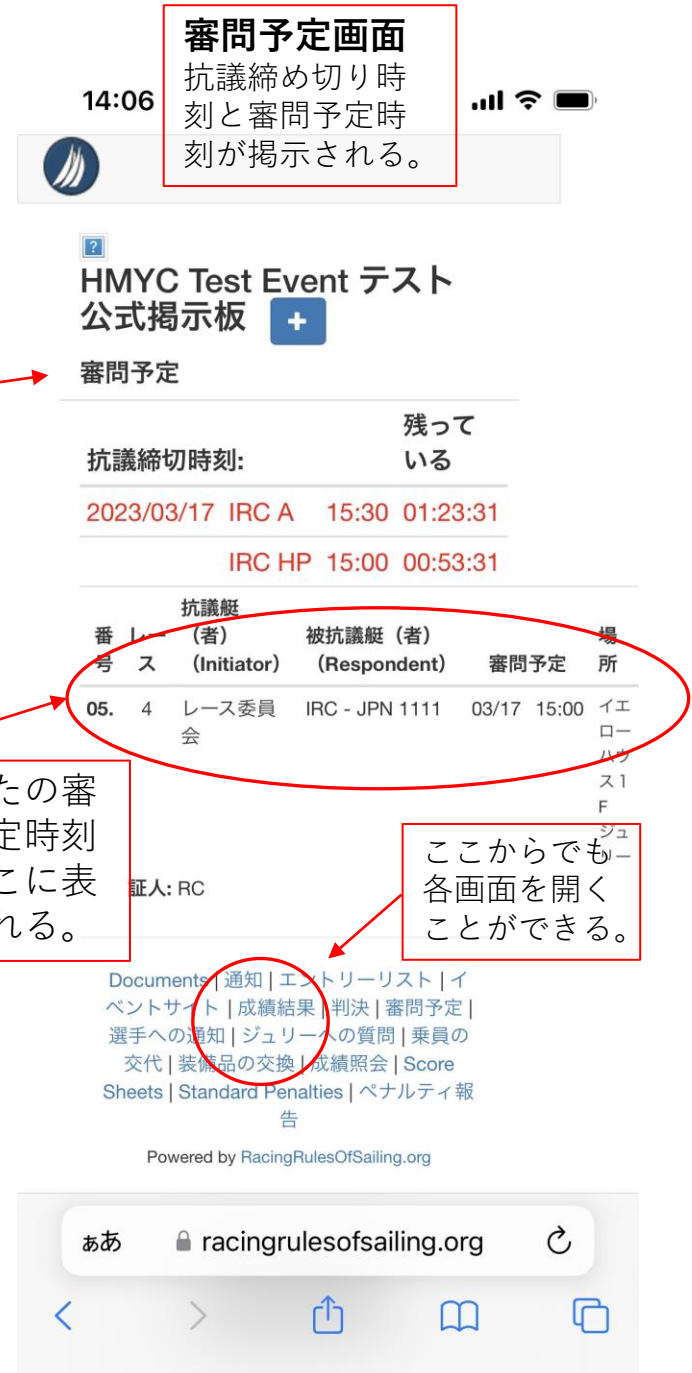 審問予定画面
抗議締め切り時
刻と審問予定時
刻が掲示される。
14:06
HMYC Test Event テスト
公式掲示板 +
審問予定
抗議締切時刻: 残って
いる
2023/03/17 IRC A 15:30 01:23:31
IRC HP 15:00 00:53:31
番号 レース 抗議艇（者）（Initiator） 被抗議艇（者）（Respondent） 審問予定 場所
05. 4 レース委員会 IRC - JPN 1111 03/17 15:00 イエローハウス1F ジュリー
たの審
定時刻
こに表
れる。
証人: RC
ここからでも
各画面を開く
ことができる。
Documents | 通知 | エントリーリスト | イ
ベントサイト | 成績結果 | 判決 | 審問予定 |
選手への通知 | ジュリーへの質問 | 乗員の
交代 | 装備品の交換 | 成績照会 | Score
Sheets | Standard Penalties | ペナルティ報
告
Powered by RacingRulesOfSailing.org
ぁあ racingrulesofsailing.org